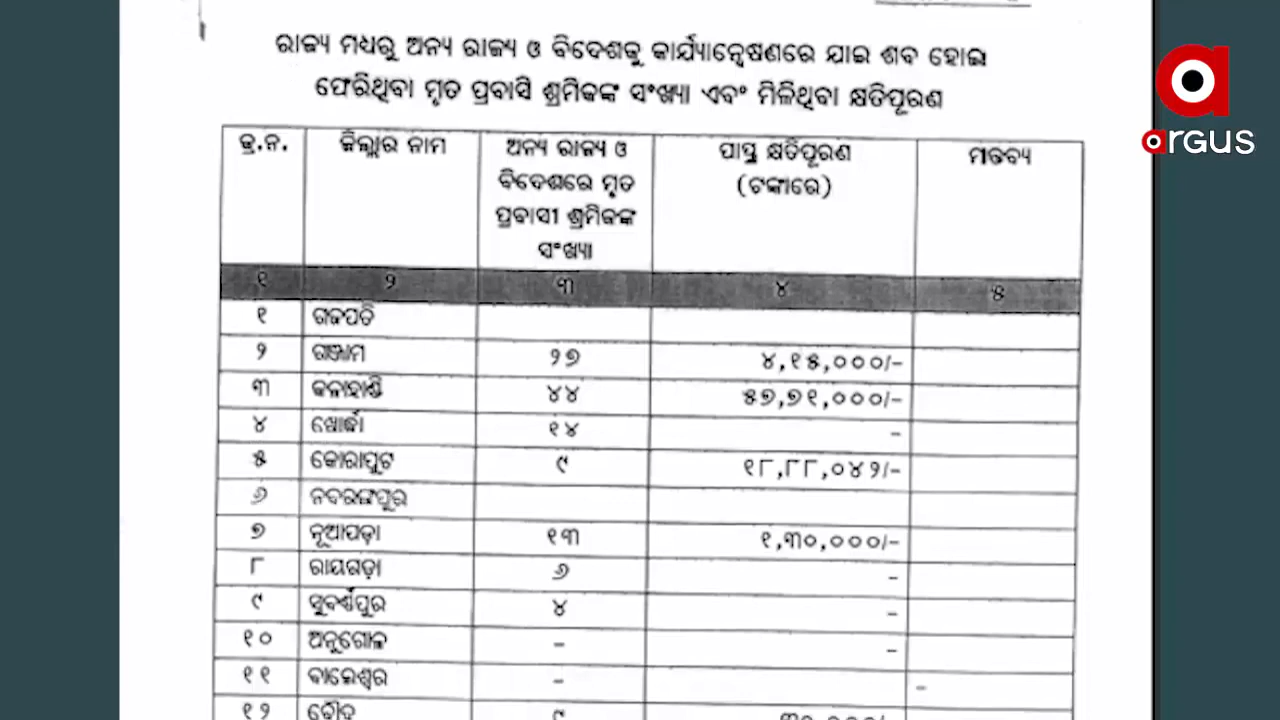 ରାଜ୍ୟ ମଧ୍ୟରୁ ଅନ୍ୟ ରାଜ୍ୟ ଓ ବିଦେଶକୁ କାର୍ଯ୍ୟାନ୍ୱେଷଣରେ ଯାଇ ଶବ ହୋଇ
ଫେରିଥିବା ମୃତ ପ୍ରବାସି ଶ୍ରମିକଙ୍କ ସଂଖ୍ୟା ଏବଂ ମିଳିଥିବା କ୍ଷତିପୂରଣ
argus
କ୍ର.ନ. ଜିଲ୍ଲାର ନାମ ଅନ୍ୟ ରାଜ୍ୟ ଓ ପାପ୍ତ କ୍ଷତିପୂରଣ ମନ୍ତବ୍ୟ
ବିଦେଶରେ ମୃତ (ଟଙ୍କାରେ)
ପ୍ରବାସୀ ଶ୍ରମିକଙ୍କ
ସଂଖ୍ୟା
୧ ୨ ୩ ୪ ୫
୧ ଗଜପତି
୨ ଗଞ୍ଜାମ ୨୭ ୪,୧୫,୦୦୦/-
୩ କଳାହାଣ୍ଡି ୪୪ ୫୭,୭୧,୦୦୦/-
୪ ଖୋର୍ଦ୍ଧା ୧୪ -
୫ କୋରାପୁଟ ୯ ୧୮,୮୮,୦୪୨/-
୬ ନବରଙ୍ଗପୁର
୭ ନୂଆପଡ଼ା ୧୩ ୧,୩୦,୦୦୦/-
୮ ରାୟଗଡ଼ା ୬ -
୯ ସୁବର୍ଣ୍ଣପୁର ୪ -
୧୦ ଅନୁଗୋଳ - -
୧୧ ବାଲେଶ୍ୱର - -
୧୨ ବୌଦ୍ଧ ୯